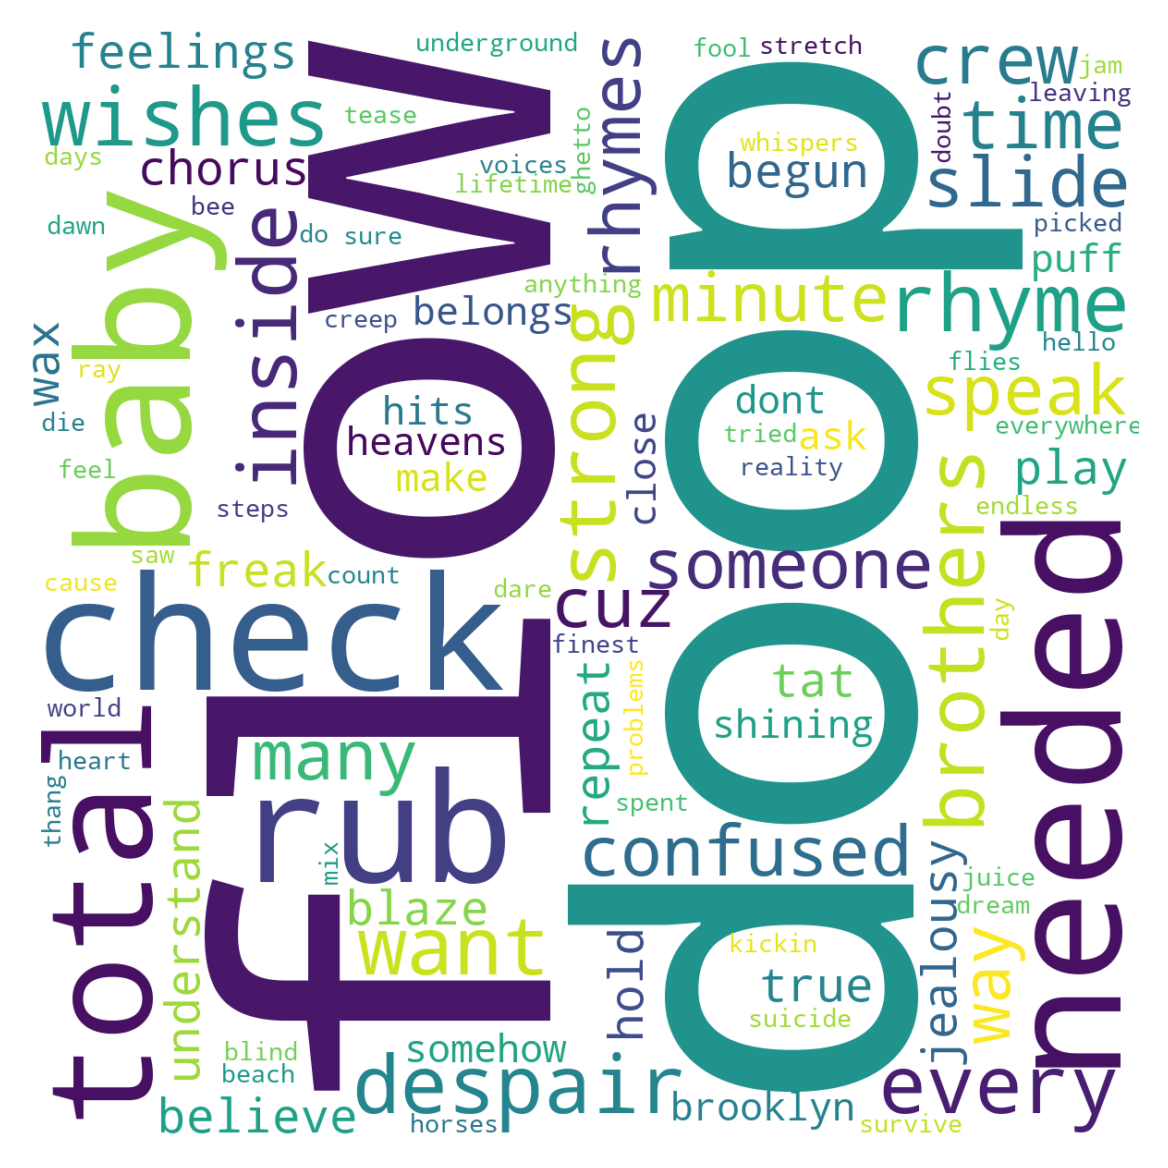 feelings
underground
fool
stretch
crew
jam
wishes
tease
flow
rhymes
doop
leaving
time
days
chorus
voices
ghetto
whispers
doubt
begun
slide
lifetime
baby
bee
dawn
inside
do
sure
picked
puff
anything
creep
belongs
strong
minute
rhyme
hello
wax
ray
hits
dont
flies
speak
die
heavens
close
tried
ask
everywhere
feel
make
reality
play
steps
brothers
endless
needed
saw
freak
count
someone
cause
dare
cuz
check
finest
day
total
world
repeat
problems
tat
shining
heart
many
thang
rub
spent
understand
mix
confused
blaze
want
jealousy
juice
dream
hold
kickin
true
way
suicide
blind
beach
somehow
despair
brooklyn
every
believe
horses
survive